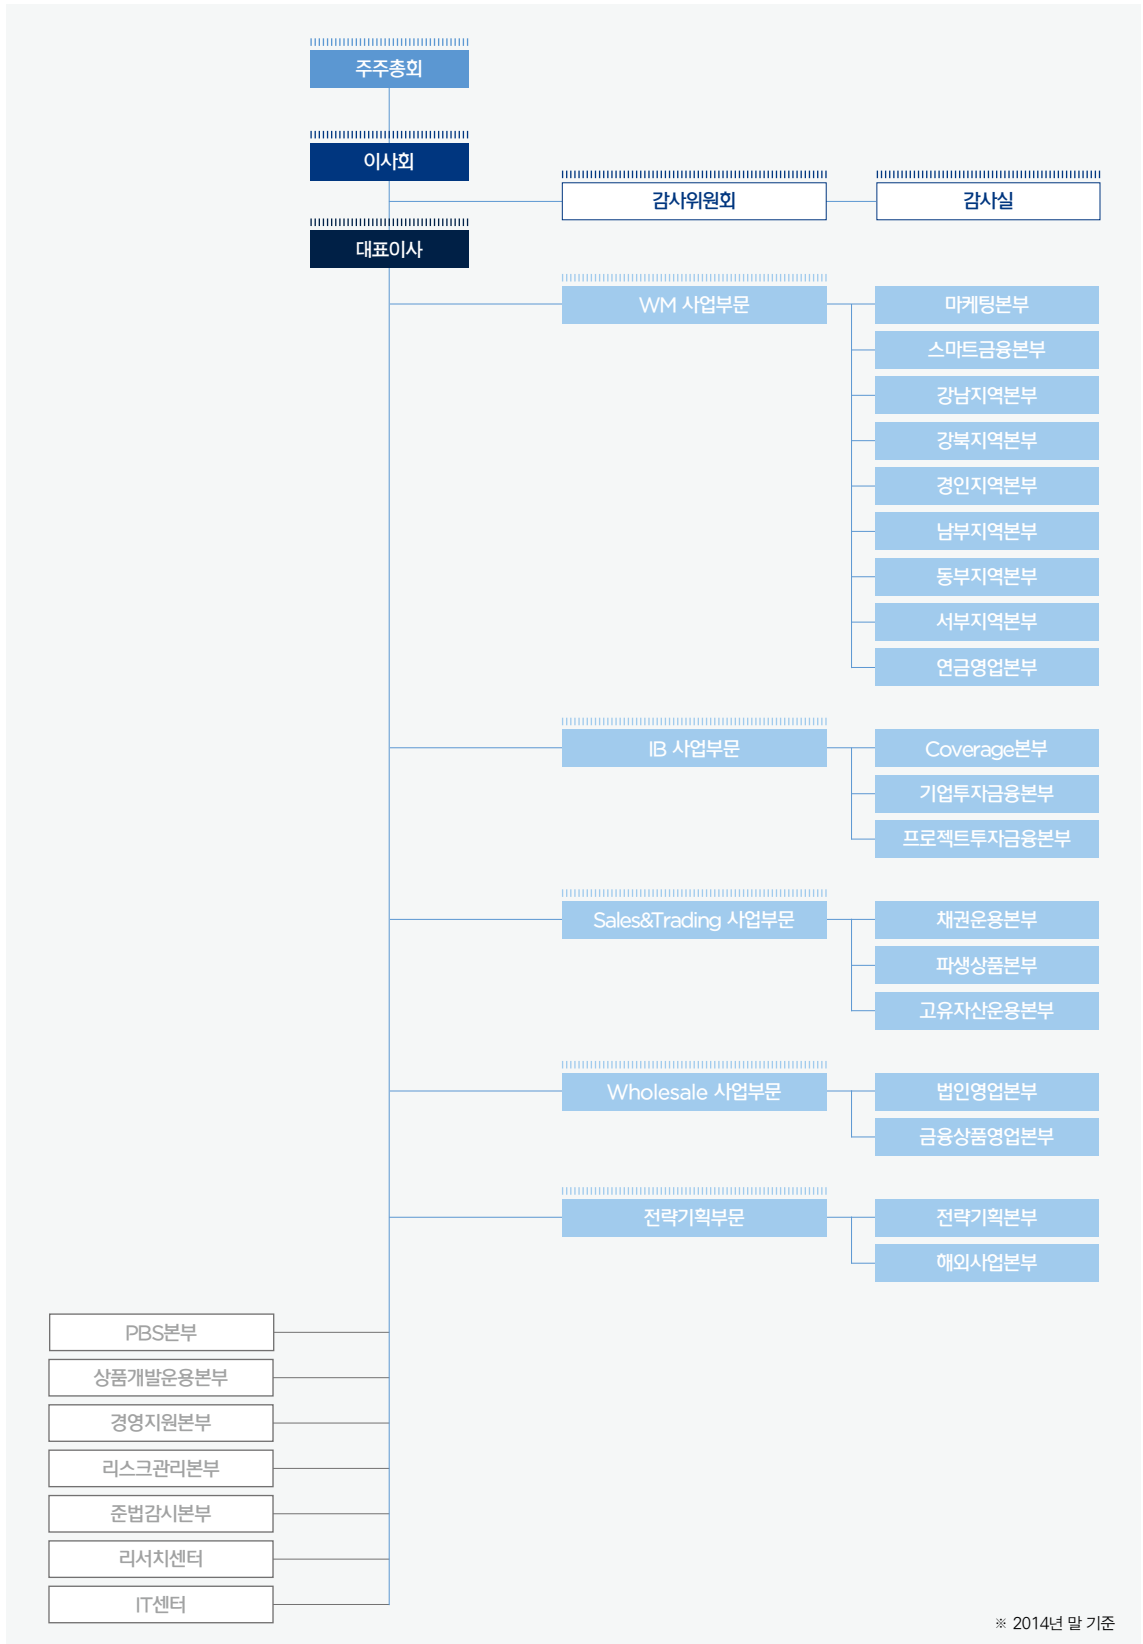 주주총회
이사회
감사위원회
감사실
대표이사
WM 사업부문
마케팅본부
스마트금융본부
강남지역본부
강북지역본부
경인지역본부
남부지역본부
동부지역본부
서부지역본부
연금영업본부
IB 사업부문
Coverage본부
기업투자금융본부
프로젝트투자금융본부
Sales&Trading 사업부문
채권운용본부
파생상품본부
고유자산운용본부
Wholesale 사업부문
법인영업본부
금융상품영업본부
전략기획부문
전략기획본부
해외사업본부
PBS본부
상품개발운용본부
경영지원본부
리스크관리본부
준법감시본부
리서치센터
IT센터
※ 2014년 말 기준